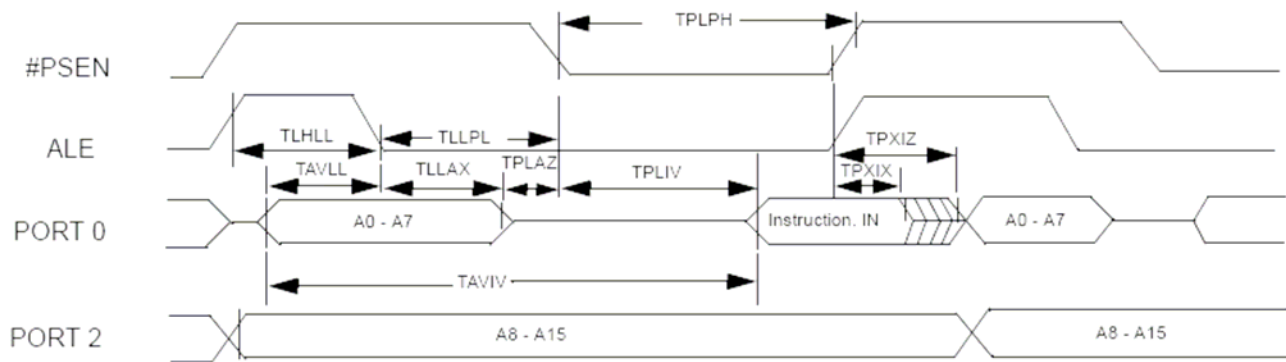 TPLPH
#PSEN
ALE
TLHLL
TLLPL
TPXIZ
TAVLL
TLLAX
TPLAZ
TPLIV
TPXIX
PORT 0
A0 - A7
Instruction. IN
A0 - A7
TAVIV
PORT 2
A8 - A15
A8 - A15